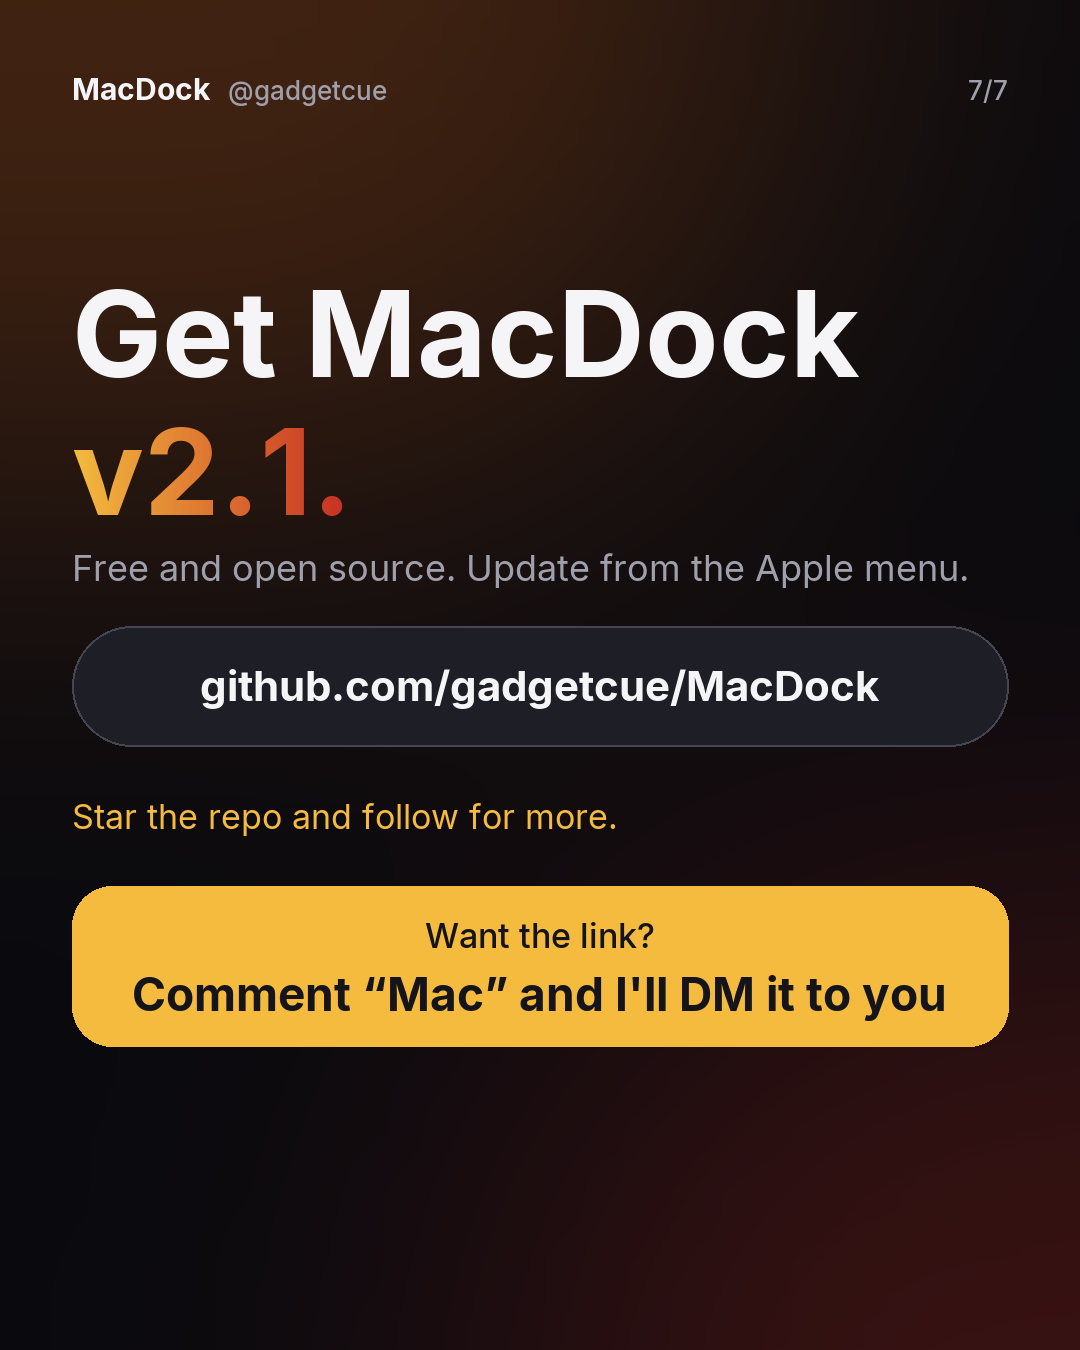 MacDock @gadgetcue 7/7
Get MacDock
v2.1.
Free and open source. Update from the Apple menu.
github.com/gadgetcue/MacDock
Star the repo and follow for more.
Want the link?
Comment “Mac” and I'll DM it to you